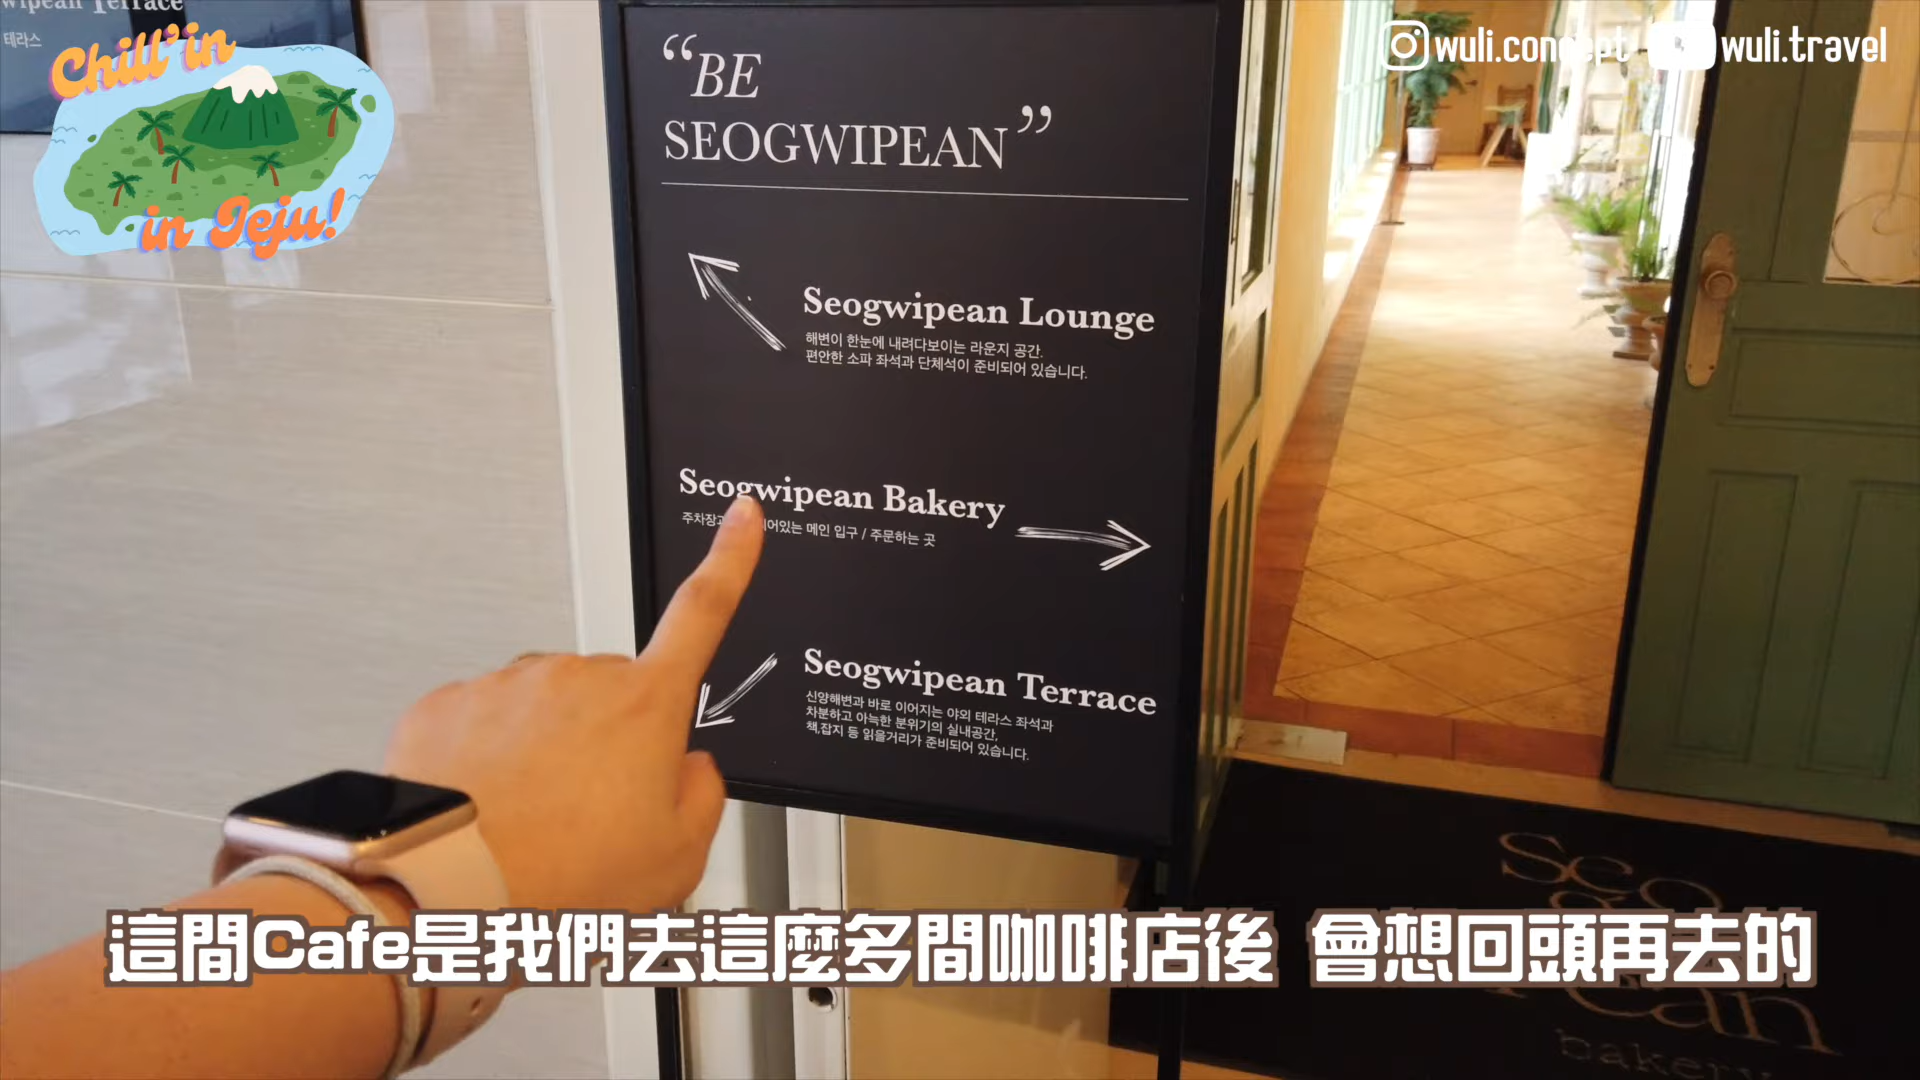 Terrace
테라스
Chill'in
in Jeju!
wuli.concept
wuli.travel
“BE
SEOGWIPEAN”
Seogwipean Lounge
해변이 한눈에 내려다보이는 라운지 공간.
편안한 소파 좌석과 단체석이 준비되어 있습니다.
Seogwipean Bakery
주차장과 되어있는 메인 입구 / 주문하는 곳
Seogwipean Terrace
신양해변과 바로 이어지는 야외 테라스 좌석과
차분하고 아늑한 분위기의 실내공간,
책,잡지 등 읽을거리가 준비되어 있습니다.
這間Cafe是我們去這麼多間咖啡店後 會想回頭再去的
bakery